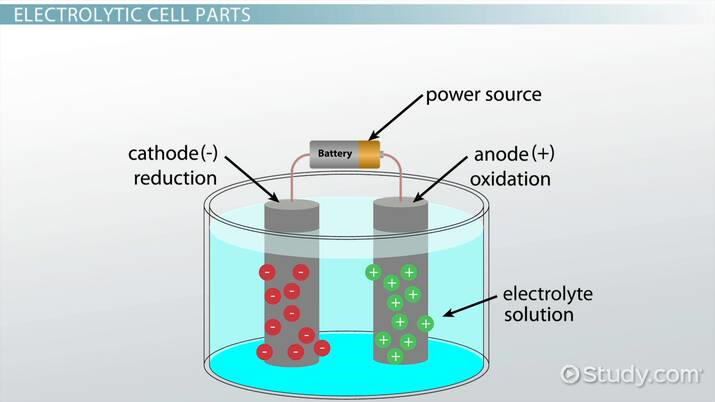 ELECTROLYTIC CELL PARTS
power source
Battery
cathode(-)
reduction
anode(+)
oxidation
- -
- -
-
- -
- - -
+ +
+ +
+
+ +
+ +
+
electrolyte
solution
Study.com